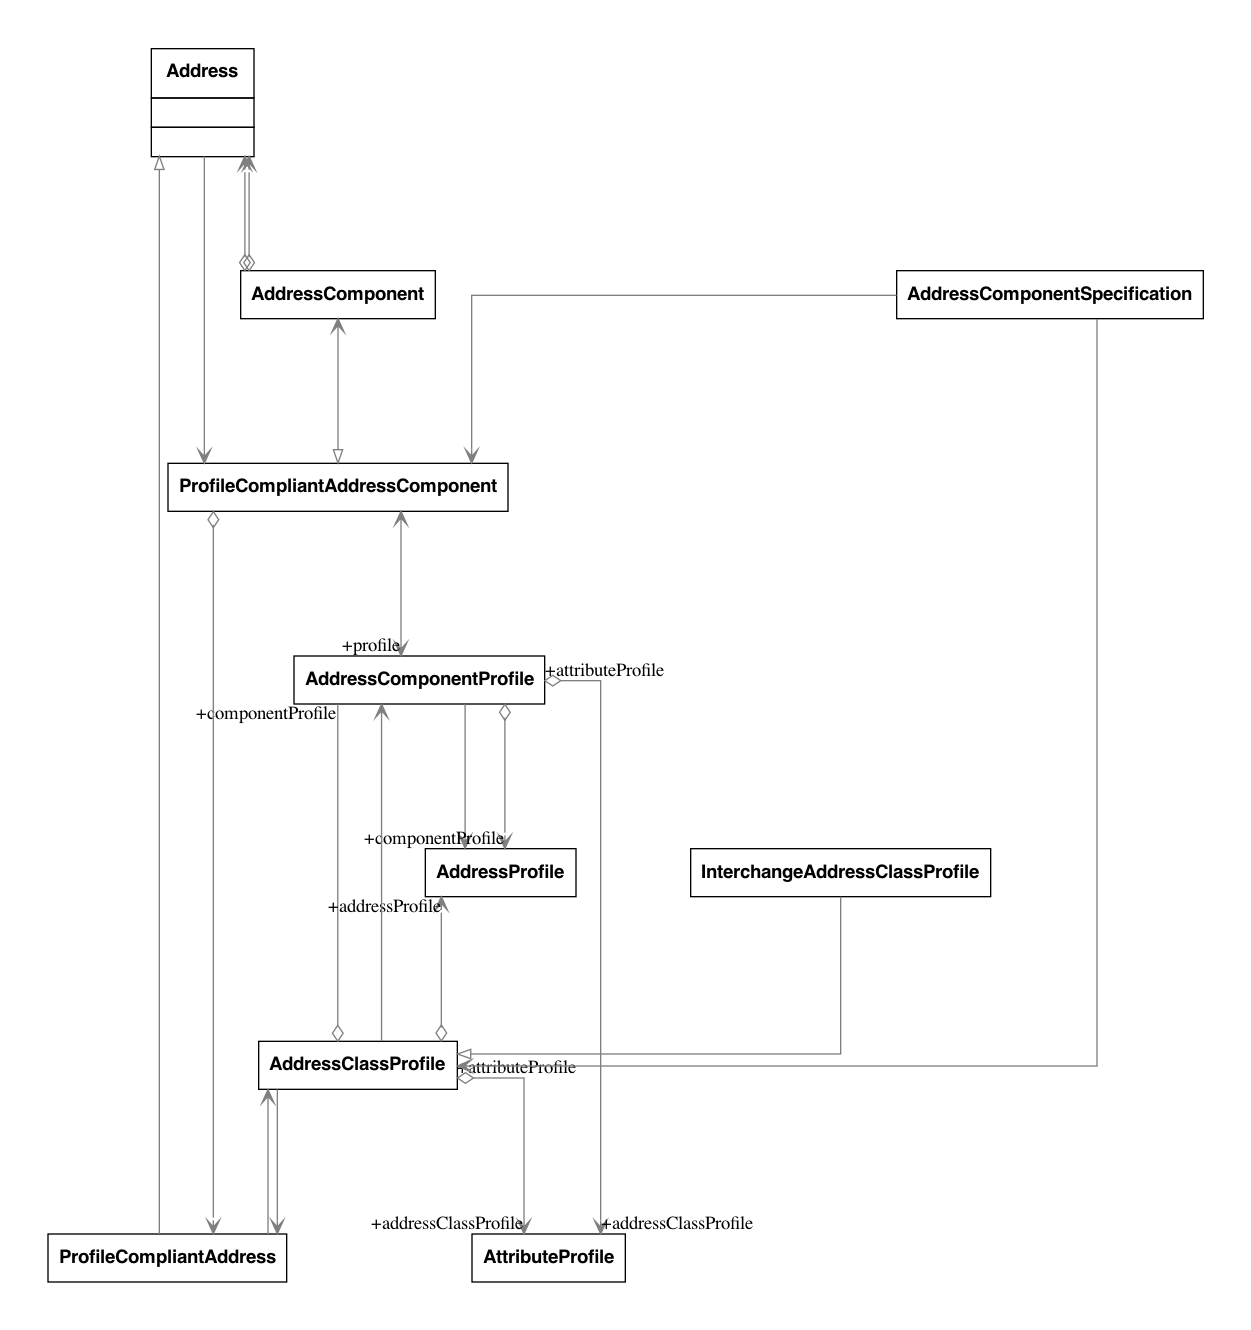 Address
AddressComponent
AddressComponentSpecification
ProfileCompliantAddressComponent
+profile
+attributeProfile
AddressComponentProfile
+componentProfile
+componentProfile
AddressProfile
InterchangeAddressClassProfile
+addressProfile
AddressClassProfile
+attributeProfile
+addressClassProfile
+addressClassProfile
ProfileCompliantAddress
AttributeProfile